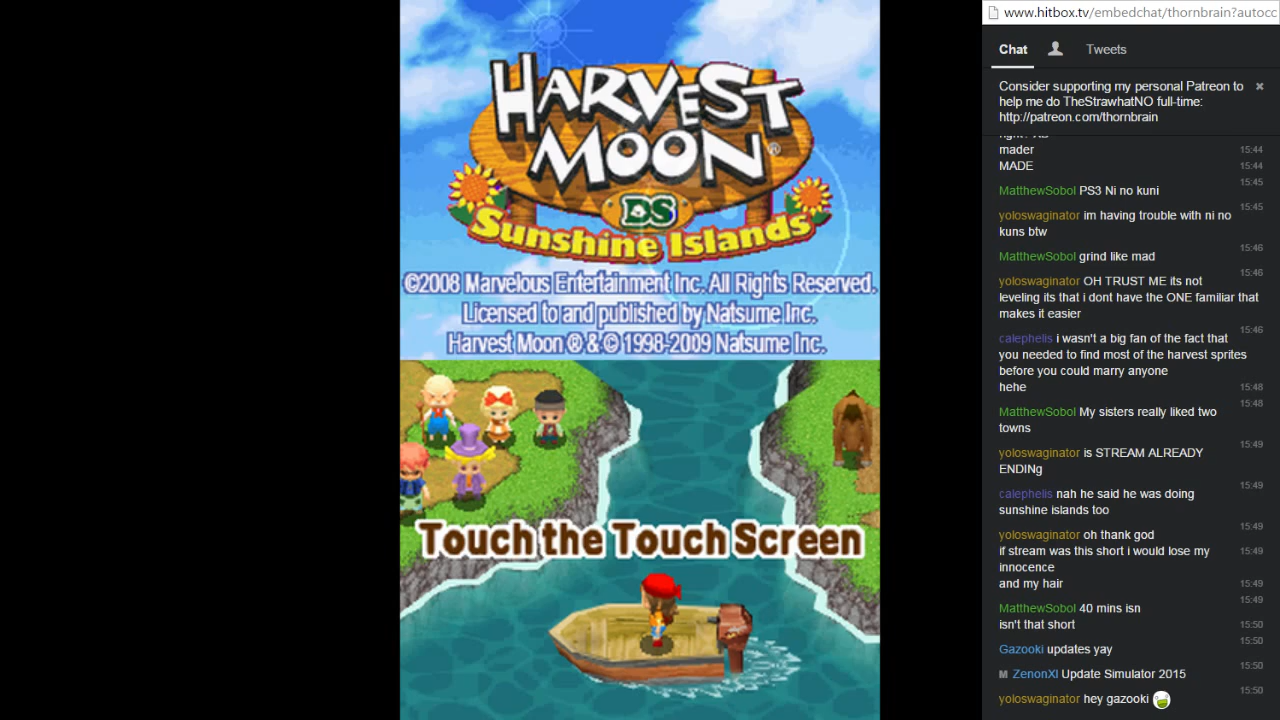 HARVEST
MOON®
DS
Sunshine Islands
©2008 Marvelous Entertainment Inc. All Rights Reserved.
Licensed to and published by Natsume Inc.
Harvest Moon ® & © 1998-2009 Natsume Inc.
Touch the Touch Screen
www.hitbox.tv/embedchat/thornbrain?autocc
Chat
Tweets
Consider supporting my personal Patreon to
help me do TheStrawhatNO full-time:
http://patreon.com/thornbrain
mader 15:44
MADE 15:44
MatthewSobol PS3 Ni no kuni 15:45
yoloswaginator im having trouble with ni no 15:45
kuns btw
MatthewSobol grind like mad 15:46
yoloswaginator OH TRUST ME its not 15:46
leveling its that i dont have the ONE familiar that
makes it easier
calephelis i wasn't a big fan of the fact that 15:46
you needed to find most of the harvest sprites
before you could marry anyone
hehe 15:48
MatthewSobol My sisters really liked two 15:48
towns
yoloswaginator is STREAM ALREADY 15:49
ENDINg
calephelis nah he said he was doing 15:49
sunshine islands too
yoloswaginator oh thank god 15:49
if stream was this short i would lose my 15:49
innocence
and my hair 15:49
MatthewSobol 40 mins isn 15:49
isn't that short 15:50
Gazooki updates yay 15:50
M ZenonXI Update Simulator 2015 15:50
yoloswaginator hey gazooki 15:50